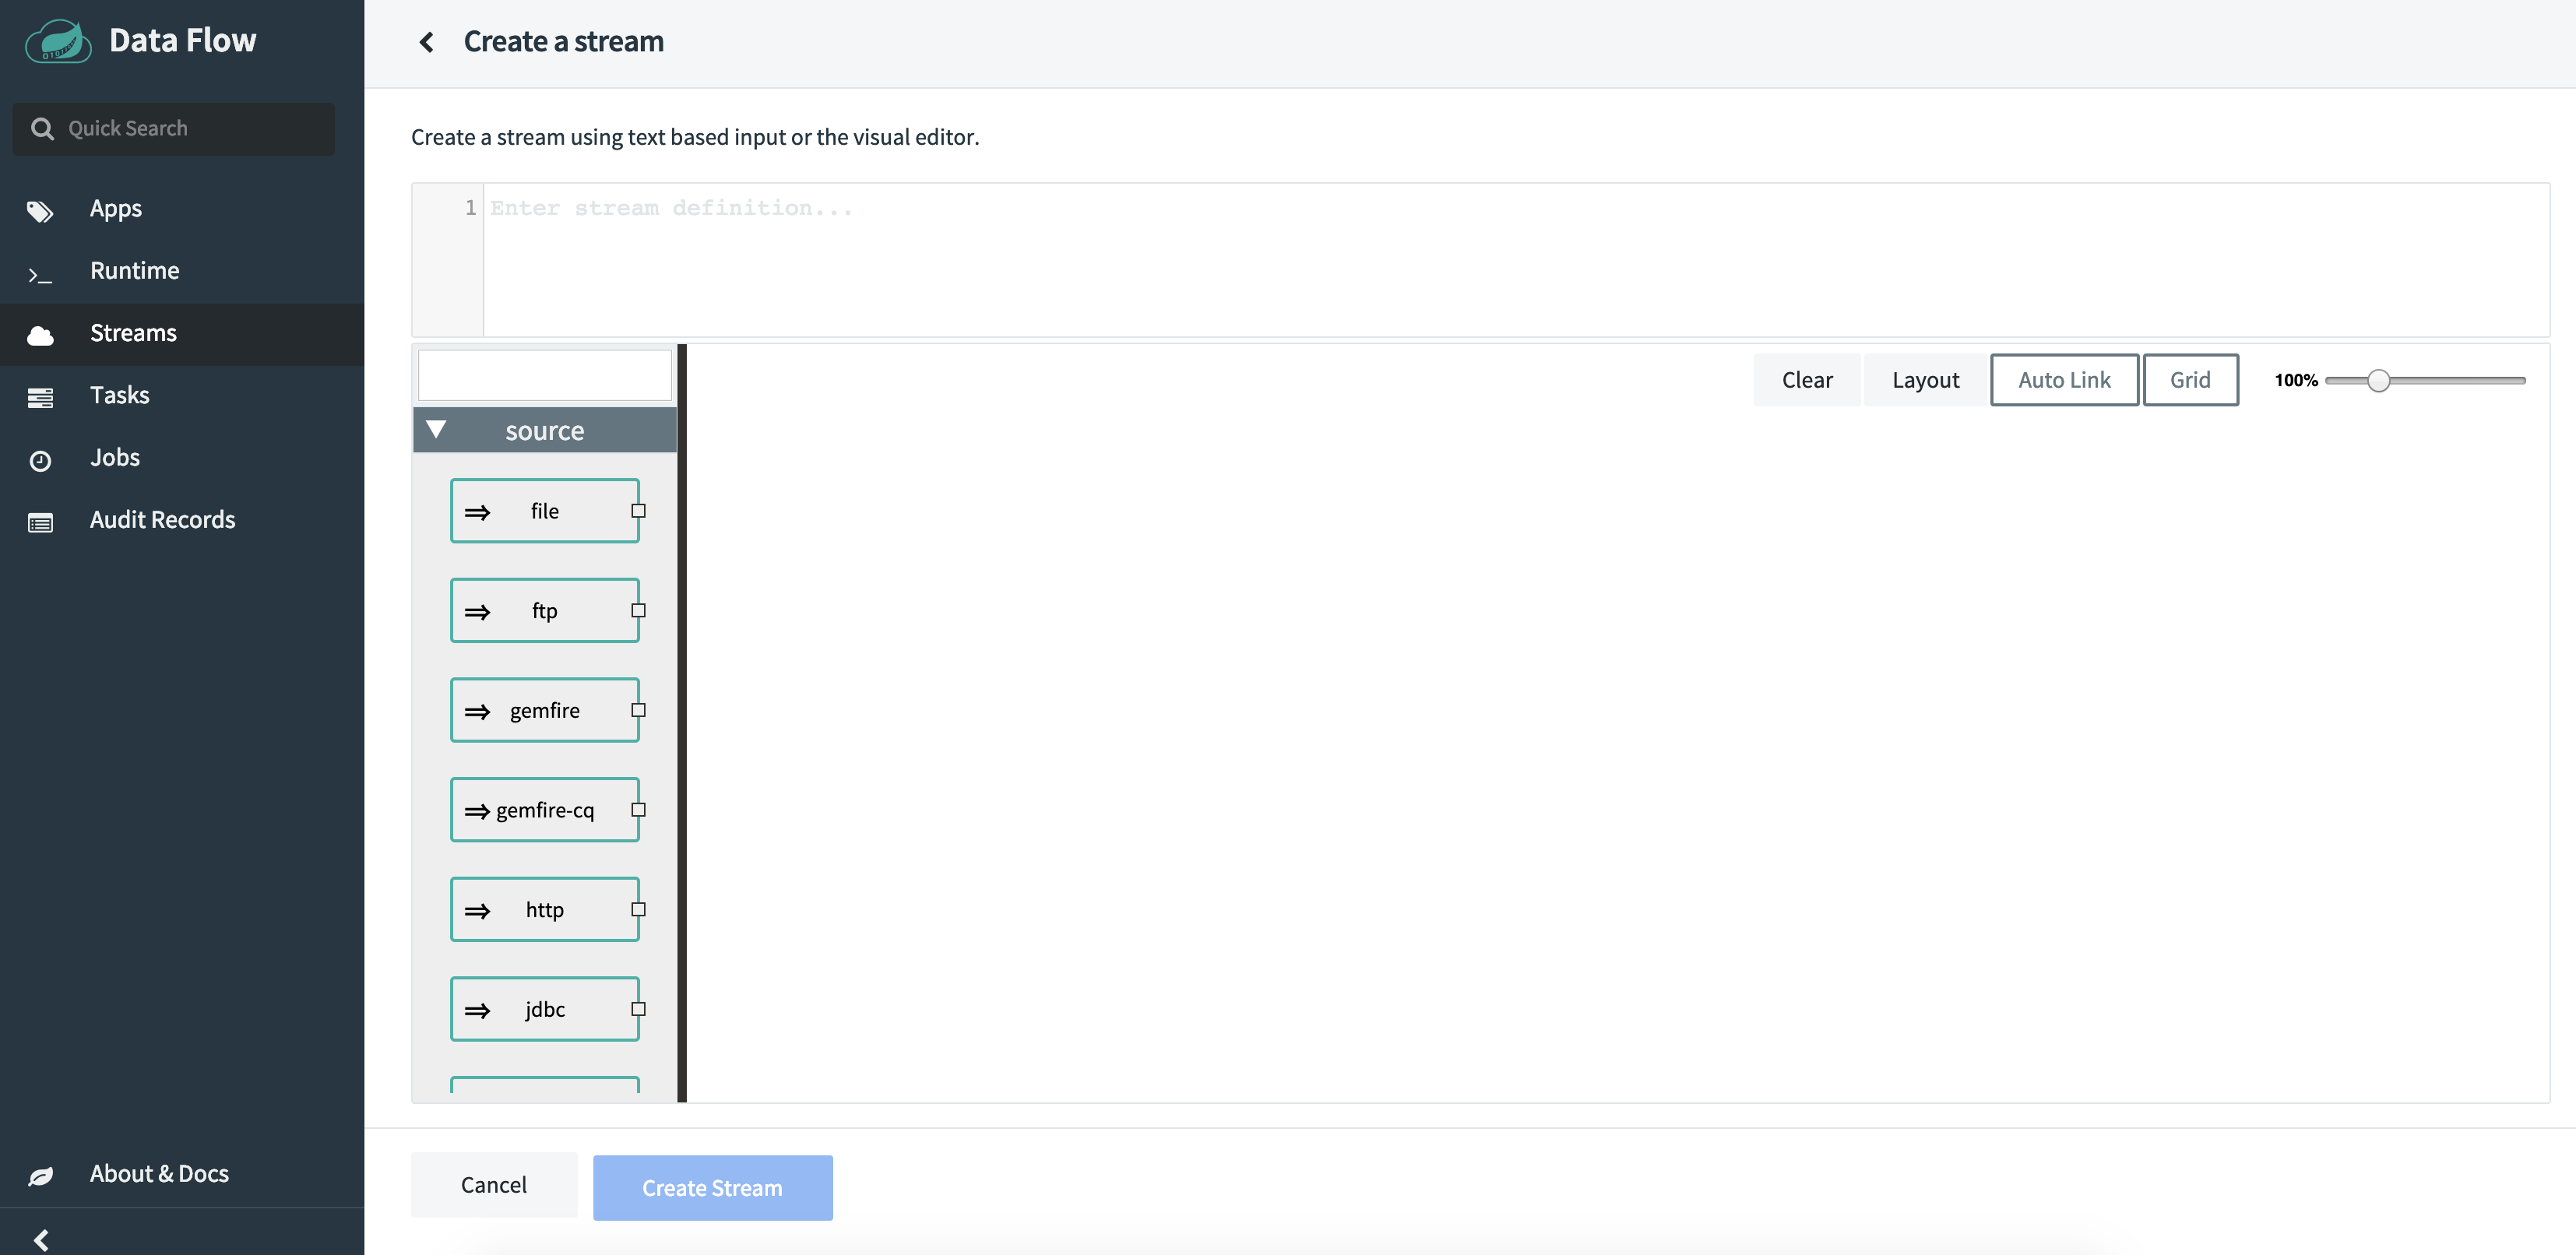 Data Flow
Quick Search
Apps
Runtime
Streams
Tasks
Jobs
Audit Records
About & Docs
Create a stream
Create a stream using text based input or the visual editor.
1 Enter stream definition...
Clear Layout Auto Link Grid 100%
source
file
ftp
gemfire
gemfire-cq
http
jdbc
Cancel Create Stream